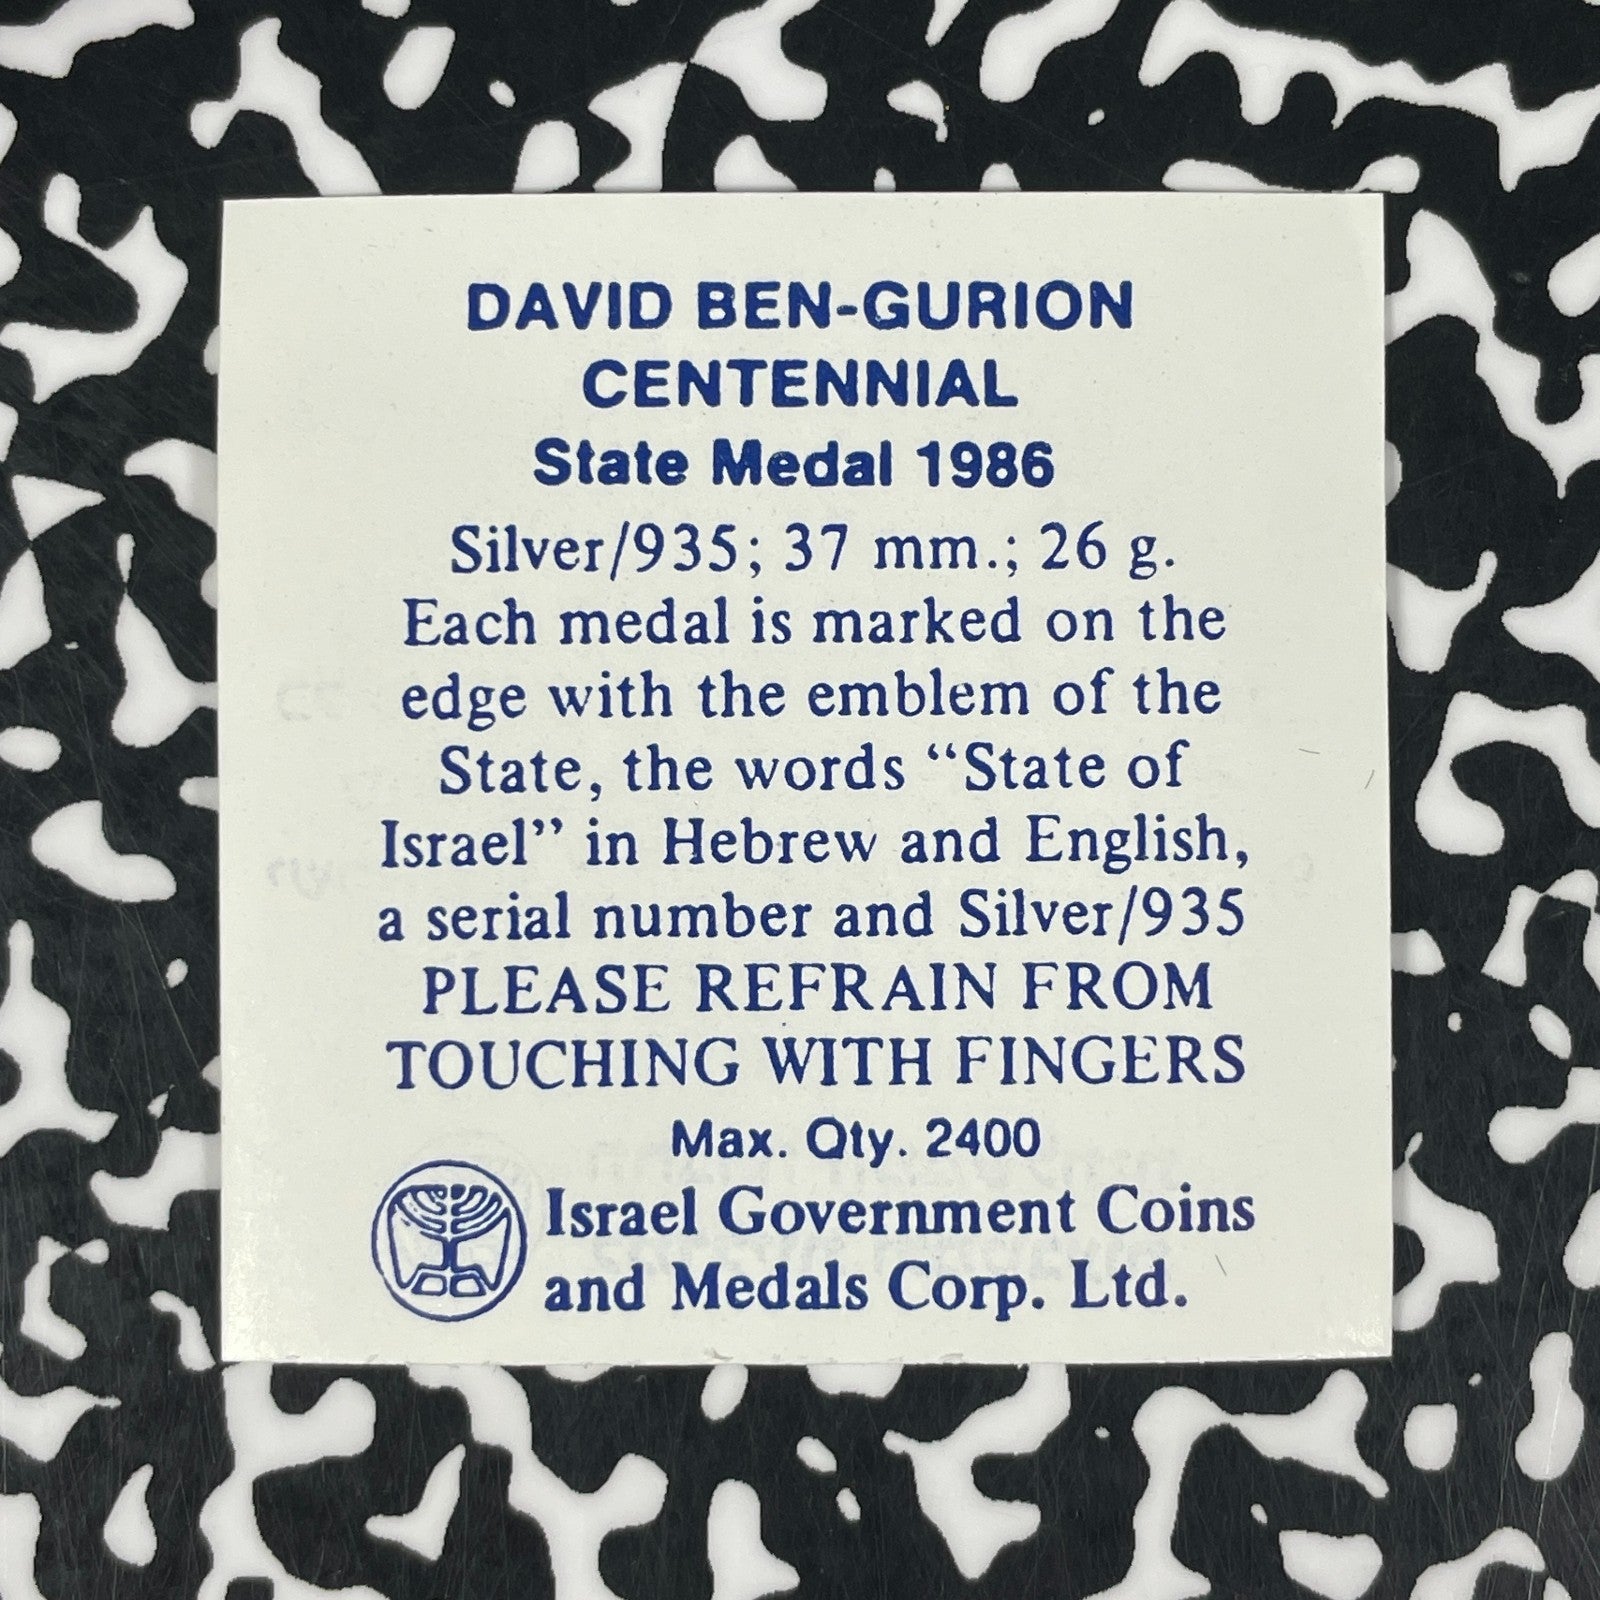 DAVID BEN-GURION
CENTENNIAL
State Medal 1986
Silver/935; 37 mm.; 26 g.
Each medal is marked on the
edge with the emblem of the
State, the words “State of
Israel” in Hebrew and English,
a serial number and Silver/935
PLEASE REFRAIN FROM
TOUCHING WITH FINGERS
Max. Qty. 2400
Israel Government Coins
and Medals Corp. Ltd.